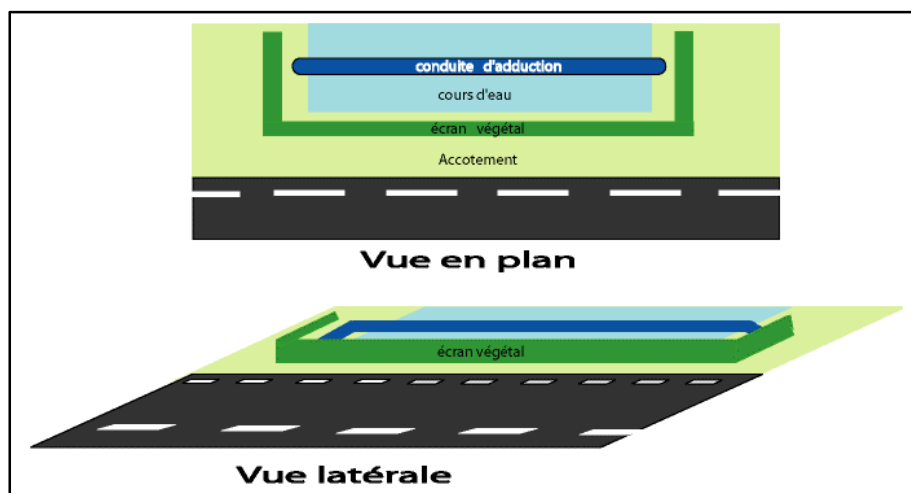 conduite d'adduction
cours d'eau
écran végétal
Accotement
Vue en plan
écran végétal
Vue latérale